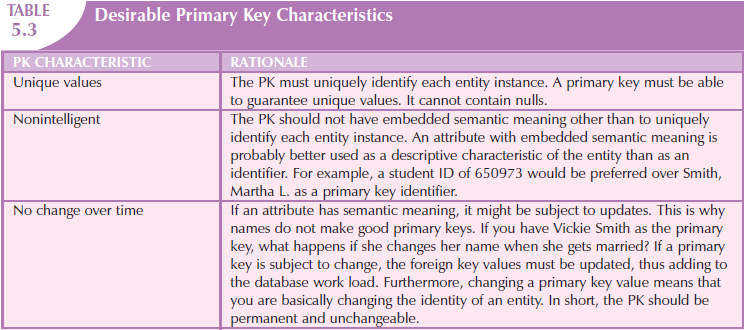 TABLE
5.3
Desirable Primary Key Characteristics
PK CHARACTERISTIC
RATIONALE
Unique values
The PK must uniquely identify each entity instance. A primary key must be able
to guarantee unique values. It cannot contain nulls.
Nonintelligent
The PK should not have embedded semantic meaning other than to uniquely
identify each entity instance. An attribute with embedded semantic meaning is
probably better used as a descriptive characteristic of the entity than as an
identifier. For example, a student ID of 650973 would be preferred over Smith,
Martha L. as a primary key identifier.
No change over time
If an attribute has semantic meaning, it might be subject to updates. This is why
names do not make good primary keys. If you have Vickie Smith as the primary
key, what happens if she changes her name when she gets married? If a primary
key is subject to change, the foreign key values must be updated, thus adding to
the database work load. Furthermore, changing a primary key value means that
you are basically changing the identity of an entity. In short, the PK should be
permanent and unchangeable.